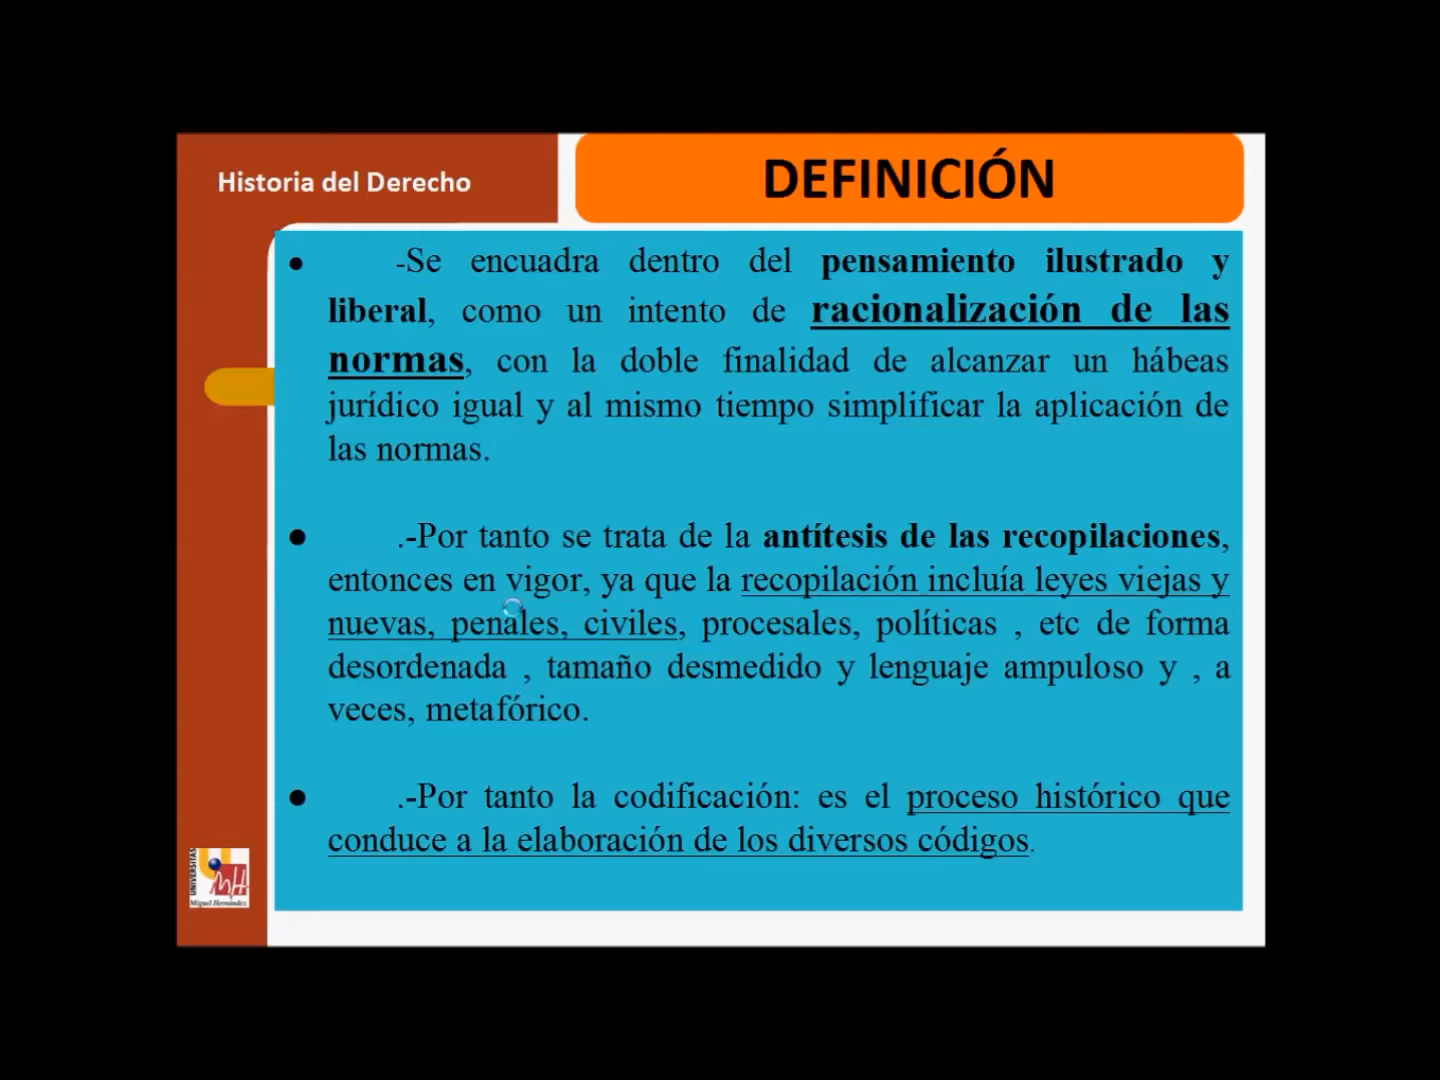 Historia del Derecho
DEFINICIÓN
● -Se encuadra dentro del pensamiento ilustrado y
liberal, como un intento de racionalización de las
normas, con la doble finalidad de alcanzar un hábeas
jurídico igual y al mismo tiempo simplificar la aplicación de
las normas.
● .-Por tanto se trata de la antítesis de las recopilaciones,
entonces en vigor, ya que la recopilación incluía leyes viejas y
nuevas, penales, civiles, procesales, políticas , etc de forma
desordenada , tamaño desmedido y lenguaje ampuloso y , a
veces, metafórico.
● .-Por tanto la codificación: es el proceso histórico que
conduce a la elaboración de los diversos códigos.
UNIVERSITAS
Miguel Hernández